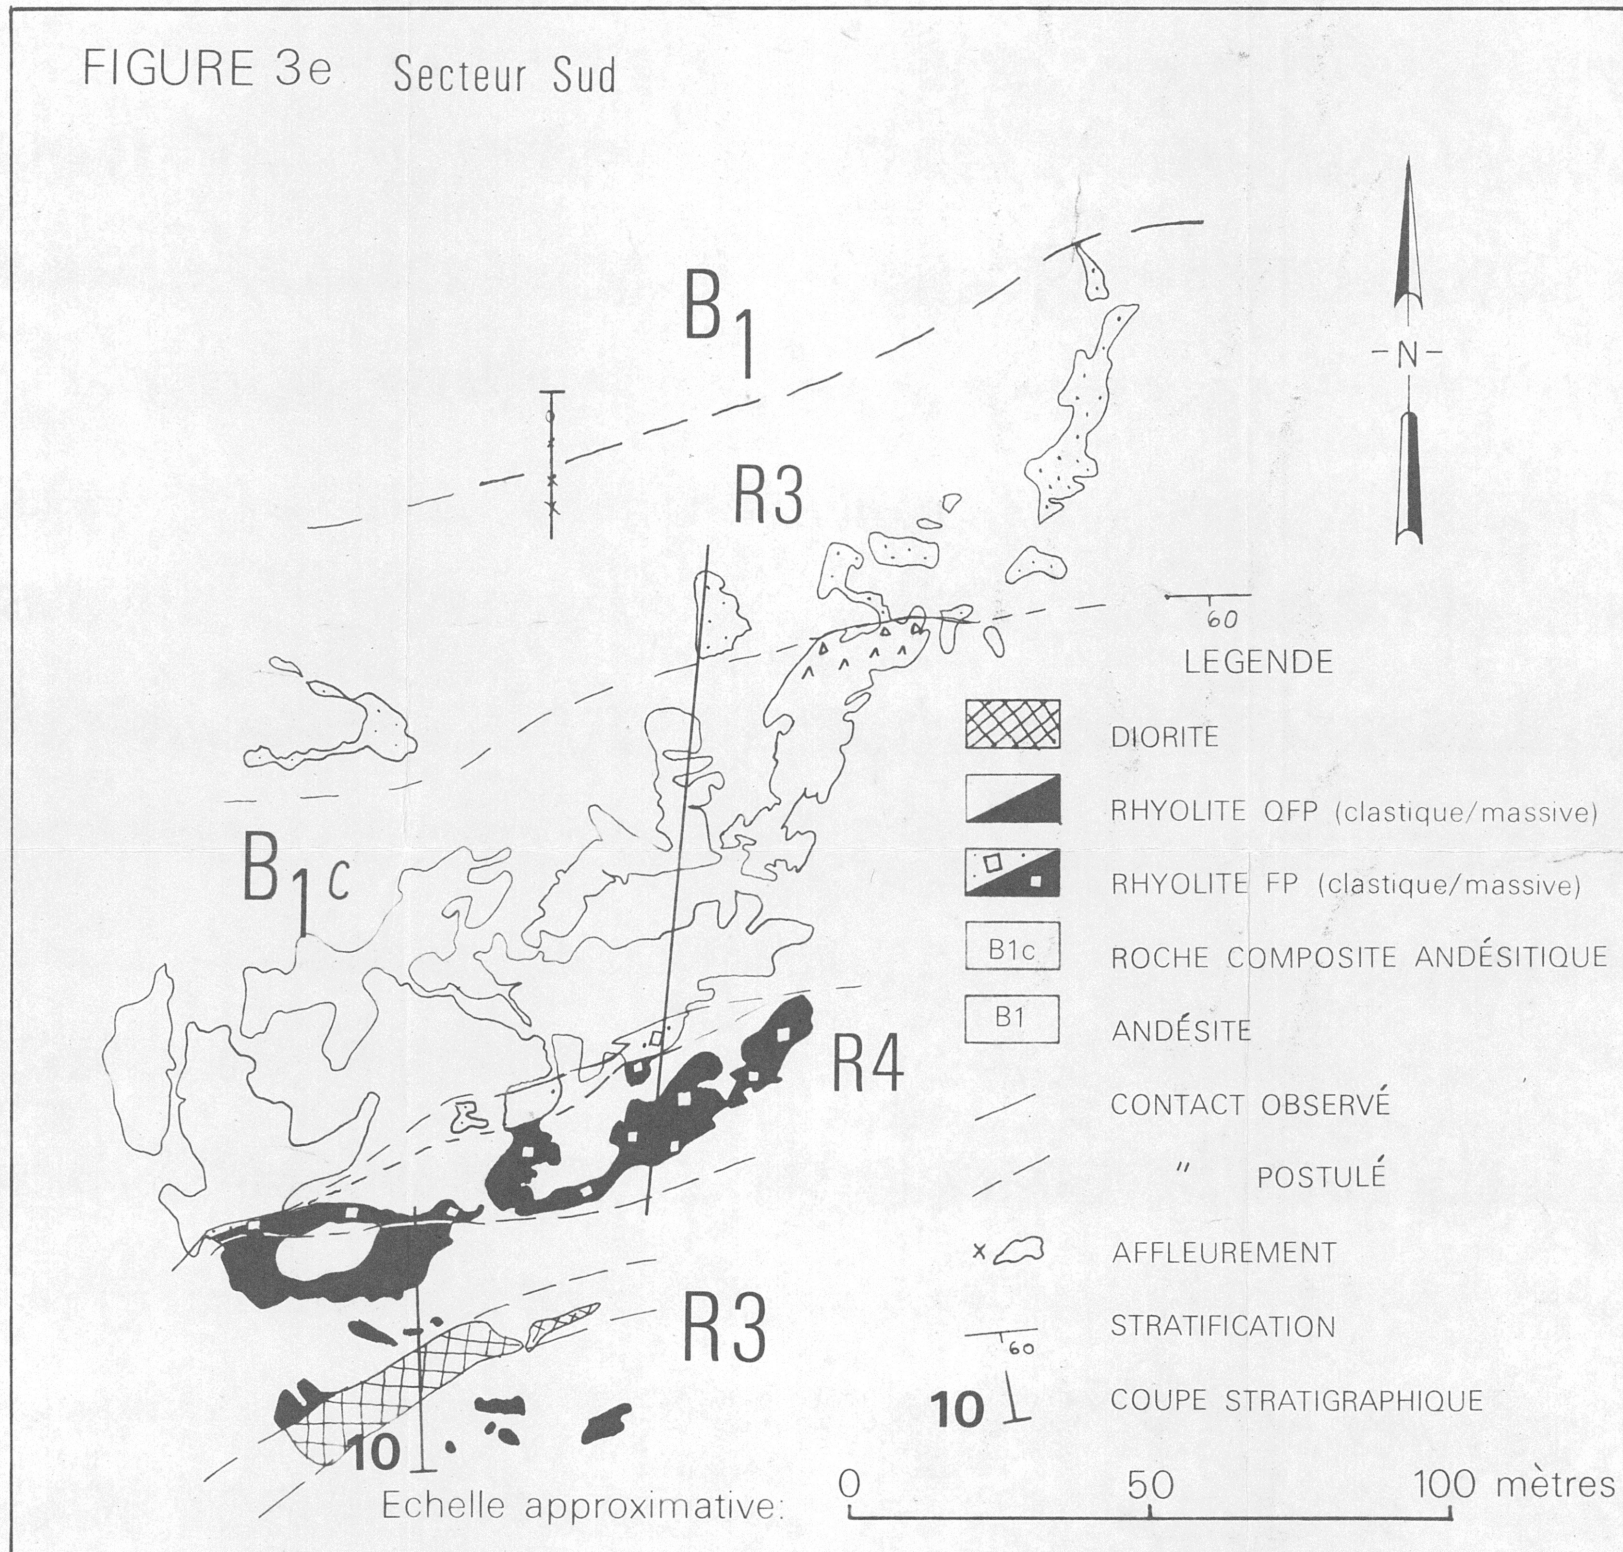 FIGURE 3e Secteur Sud
B1
-N-
R3
60
LEGENDE
DIORITE
RHYOLITE QFP (clastique/massive)
B1c
RHYOLITE FP (clastique/massive)
B1c ROCHE COMPOSITE ANDÉSITIQUE
B1 ANDÉSITE
R4
CONTACT OBSERVÉ
" POSTULÉ
x AFFLEUREMENT
R3
60 STRATIFICATION
10 COUPE STRATIGRAPHIQUE
10
Echelle approximative: 0 50 100 mètres